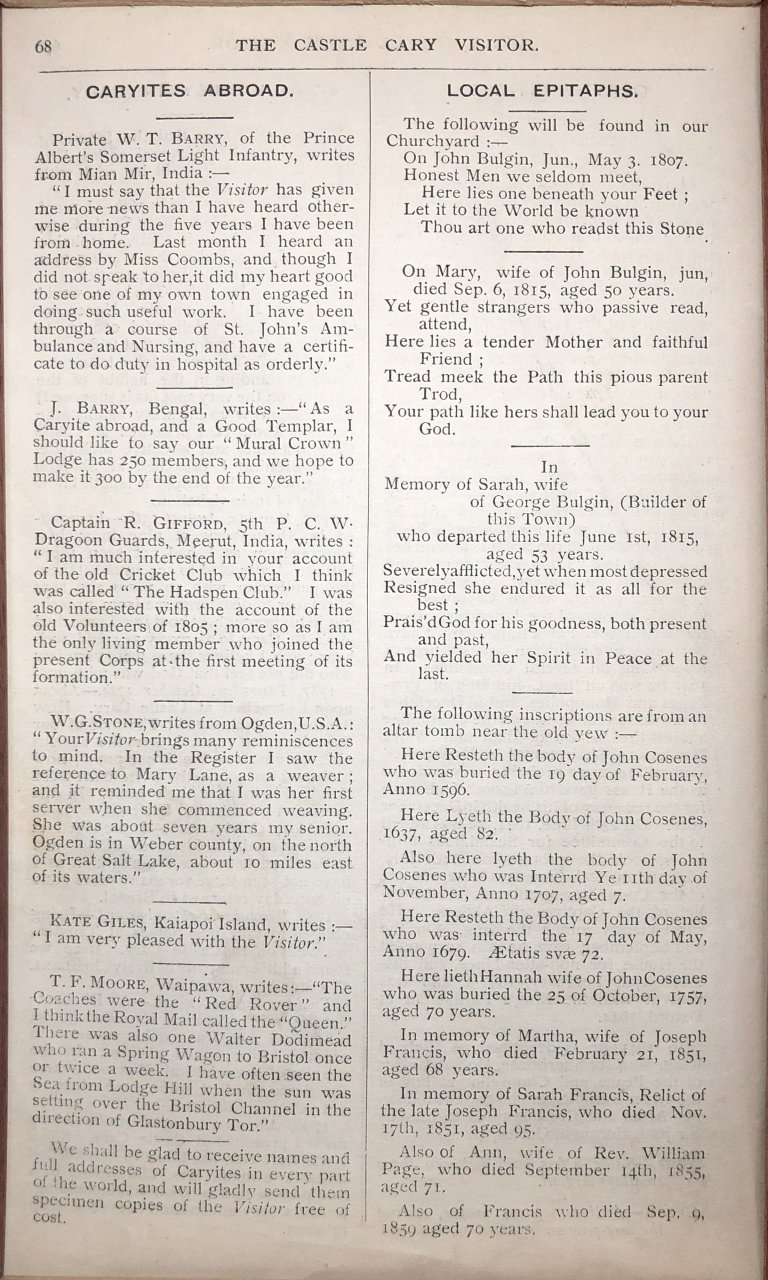 68
THE CASTLE CARY VISITOR.
CARYITES ABROAD.
Private W. T. BARRY, of the Prince
Albert's Somerset Light Infantry, writes
from Mian Mir, India :—
"I must say that the Visitor has given
me more news than I have heard other-
wise during the five years I have been
from home. Last month I heard an
address by Miss Coombs, and though I
did not speak to her,it did my heart good
to see one of my own town engaged in
doing such useful work. I have been
through a course of St. John's Am-
bulance and Nursing, and have a certifi-
cate to do duty in hospital as orderly."
J. BARRY, Bengal, writes :—"As a
Caryite abroad, and a Good Templar, I
should like to say our "Mural Crown"
Lodge has 250 members, and we hope to
make it 300 by the end of the year."
Captain R. GIFFORD, 5th P. C. W.
Dragoon Guards, Meerut, India, writes :
"I am much interested in your account
of the old Cricket Club which I think
was called "The Hadspen Club." I was
also interested with the account of the
old Volunteers of 1805 ; more so as I am
the only living member who joined the
present Corps at the first meeting of its
formation."
W.G.STONE,writes from Ogden,U.S.A.:
"Your Visitor brings many reminiscences
to mind. In the Register I saw the
reference to Mary Lane, as a weaver ;
and it reminded me that I was her first
server when she commenced weaving.
She was about seven years my senior.
Ogden is in Weber county, on the north
of Great Salt Lake, about 10 miles east
of its waters."
KATE GILES, Kaiapoi Island, writes :—
"I am very pleased with the Visitor."
T. F. MOORE, Waipawa, writes:—"The
Coaches were the "Red Rover" and
I think the Royal Mail called the "Queen."
There was also one Walter Dodimead
who ran a Spring Wagon to Bristol once
or twice a week. I have often seen the
Sea from Lodge Hill when the sun was
setting over the Bristol Channel in the
direction of Glastonbury Tor."
We shall be glad to receive names and
full addresses of Caryites in every part
of the world, and will gladly send them
specimen copies of the Visitor free of
cost.
LOCAL EPITAPHS.
The following will be found in our
Churchyard :—
On John Bulgin, Jun., May 3. 1807.
Honest Men we seldom meet,
Here lies one beneath your Feet ;
Let it to the World be known
Thou art one who readst this Stone
On Mary, wife of John Bulgin, jun,
died Sep. 6, 1815, aged 50 years.
Yet gentle strangers who passive read,
attend,
Here lies a tender Mother and faithful
Friend ;
Tread meek the Path this pious parent
Trod,
Your path like hers shall lead you to your
God.
In
Memory of Sarah, wife
of George Bulgin, (Builder of
this Town)
who departed this life June 1st, 1815,
aged 53 years.
Severely afflicted,yet when most depressed
Resigned she endured it as all for the
best ;
Prais'd God for his goodness, both present
and past,
And yielded her Spirit in Peace at the
last.
The following inscriptions are from an
altar tomb near the old yew :—
Here Resteth the body of John Cosenes
who was buried the 19 day of February,
Anno 1596.
Here Lyeth the Body of John Cosenes,
1637, aged 82.
Also here lyeth the body of John
Cosenes who was Interrd Ye 11th day of
November, Anno 1707, aged 7.
Here Resteth the Body of John Cosenes
who was interrd the 17 day of May,
Anno 1679. Ætatis svæ 72.
Here lieth Hannah wife of John Cosenes
who was buried the 25 of October, 1757,
aged 70 years.
In memory of Martha, wife of Joseph
Francis, who died February 21, 1851,
aged 68 years.
In memory of Sarah Francis, Relict of
the late Joseph Francis, who died Nov.
17th, 1851, aged 95.
Also of Ann, wife of Rev. William
Page, who died September 14th, 1855,
aged 71.
Also of Francis who died Sep. 9,
1859 aged 70 years.